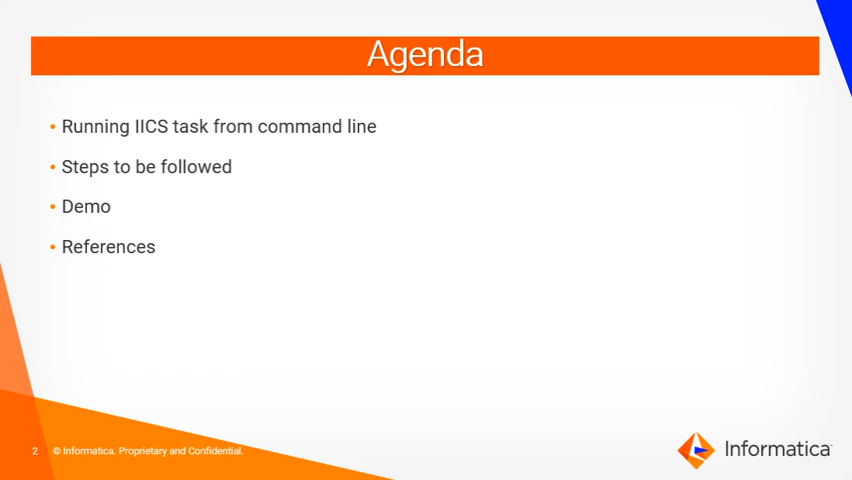 Agenda
• Running IICS task from command line
• Steps to be followed
• Demo
• References
2 © Informatica. Proprietary and Confidential.
Informatica